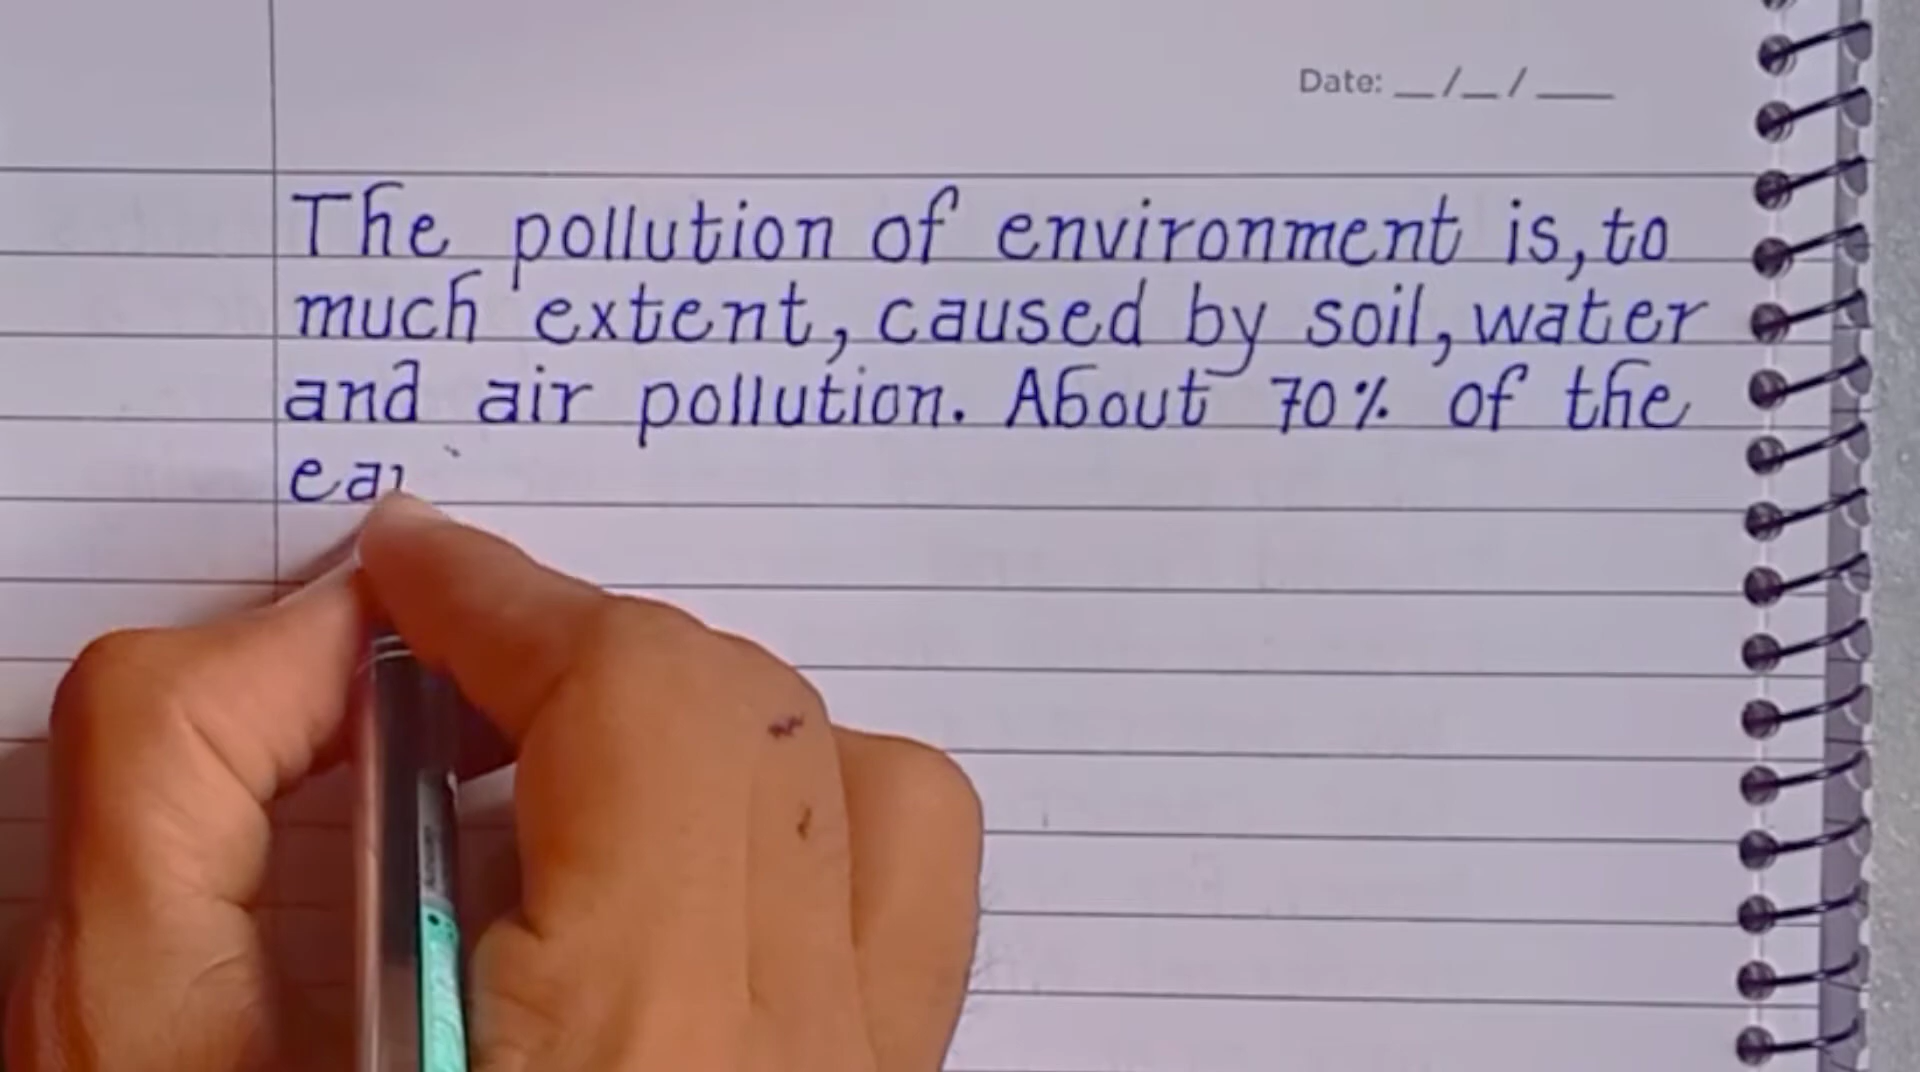 Date: __/__/____
The pollution of environment is, to
much extent, caused by soil, water
and air pollution. About 70% of the
ear